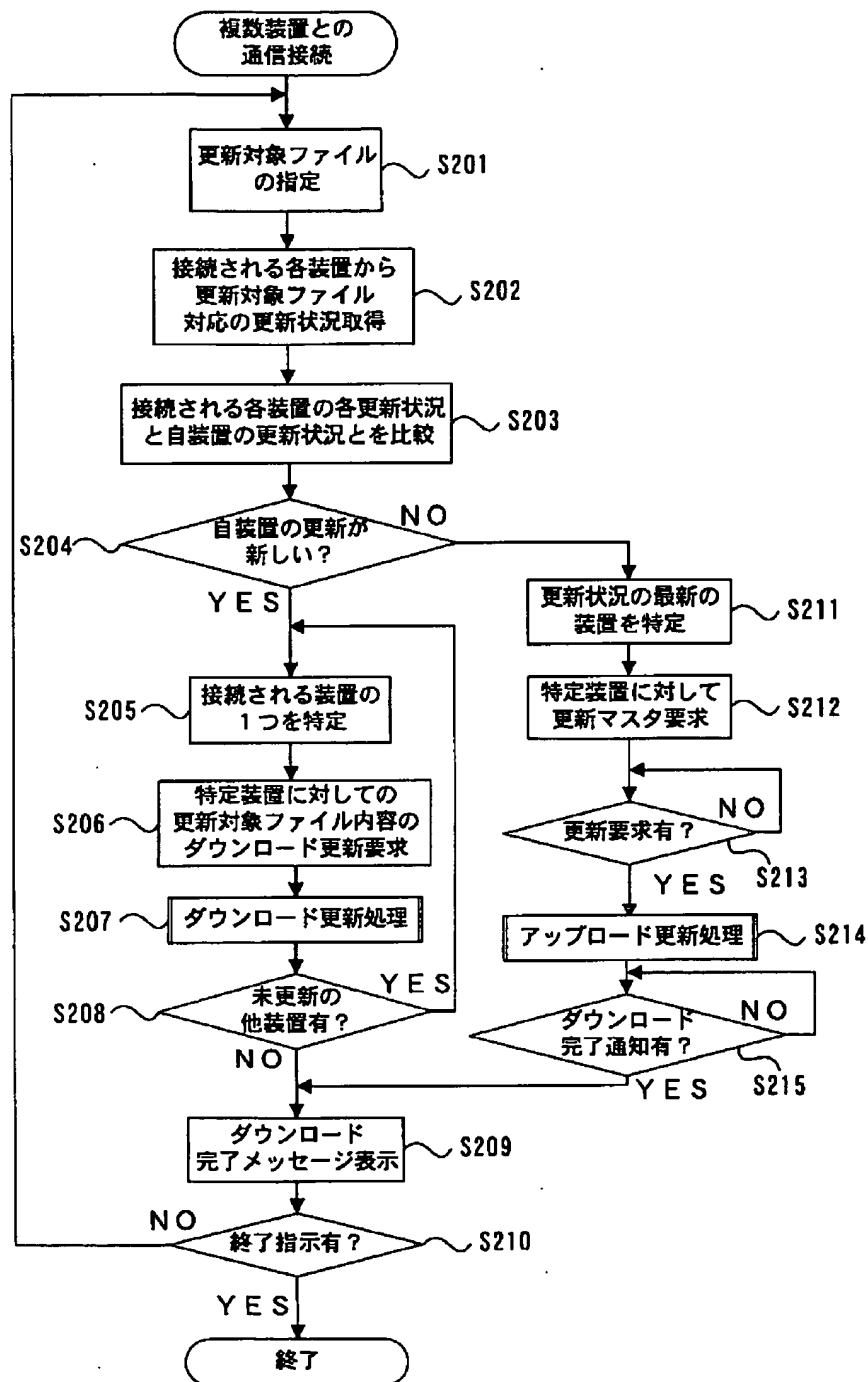 複数装置との
通信接続
更新対象ファイル
の指定
S201
接続される各装置から
更新対象ファイル
対応の更新状況取得
S202
接続される各装置の各更新状況
と自装置の更新状況とを比較
S203
自装置の更新が
新しい?
S204
NO
YES
接続される装置の
1つを特定
S205
特定装置に対しての
更新対象ファイル内容の
ダウンロード更新要求
S206
ダウンロード更新処理
S207
未更新の
他装置有?
S208
YES
NO
更新状況の最新の
装置を特定
S211
特定装置に対して
更新マスタ要求
S212
更新要求有?
NO
S213
YES
アップロード更新処理
S214
ダウンロード
完了通知有?
NO
S215
YES
ダウンロード
完了メッセージ表示
S209
終了指示有?
NO
S210
YES
終了